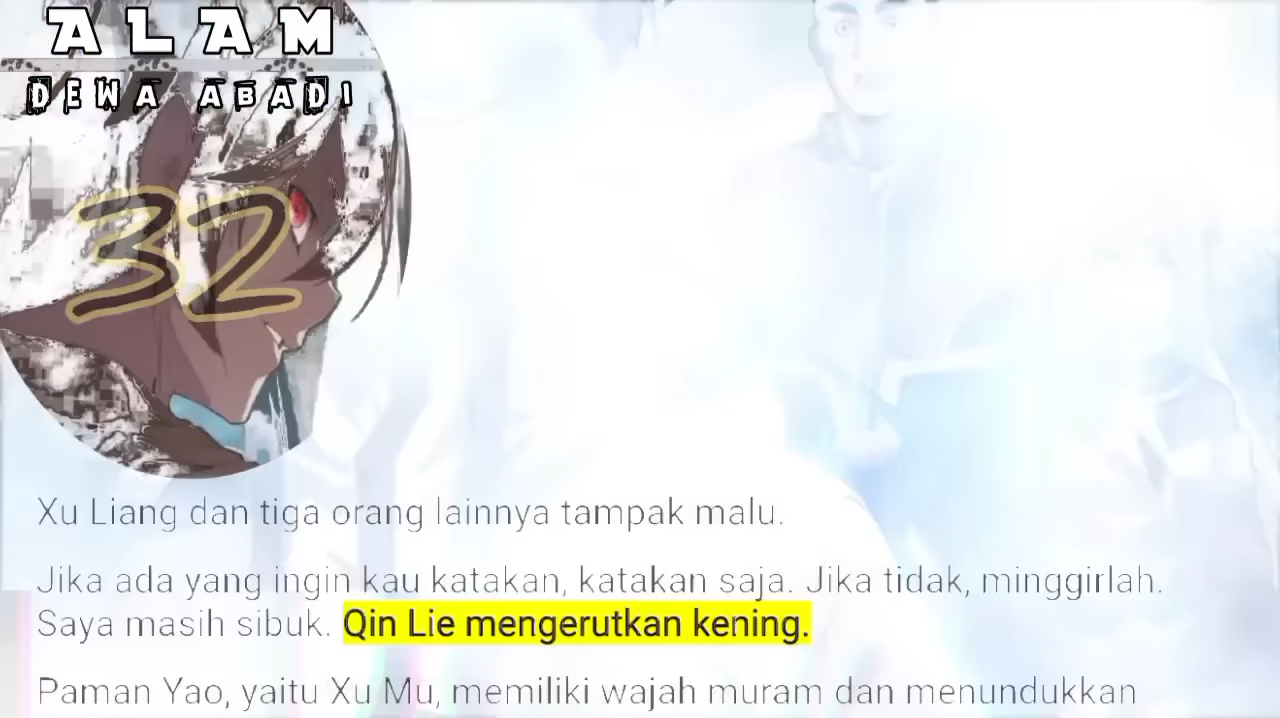 ALAM
DEWA ABADI
32
Xu Liang dan tiga orang lainnya tampak malu.
Jika ada yang ingin kau katakan, katakan saja. Jika tidak, minggirlah.
Saya masih sibuk. Qin Lie mengerutkan kening.
Paman Yao, yaitu Xu Mu, memiliki wajah muram dan menundukkan